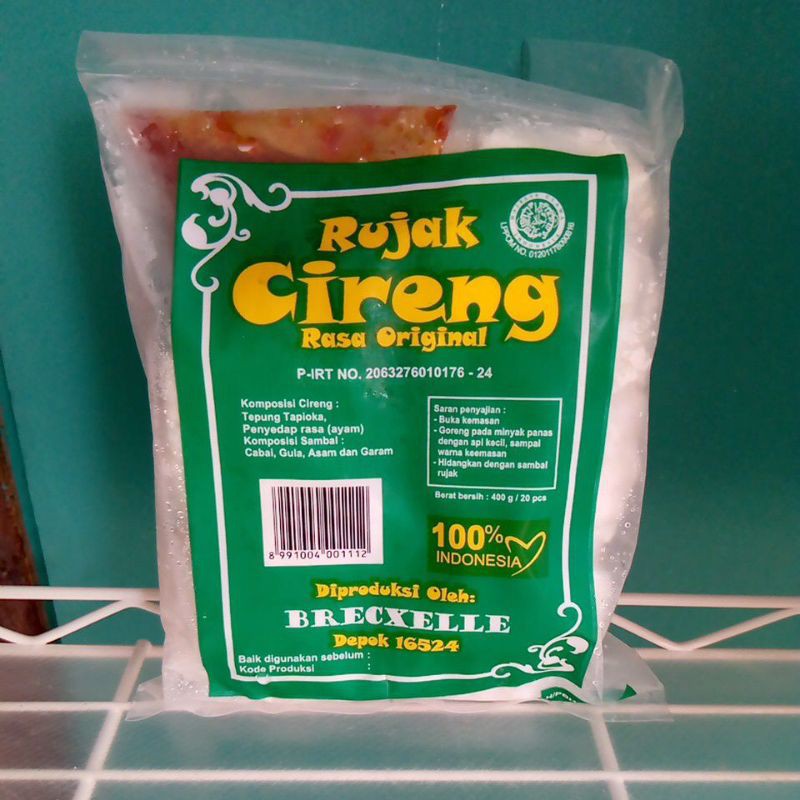 Rujak
Cireng
Rasa Original
P-IRT NO. 2063276010176 - 24
Komposisi Cireng :
Tepung Tapioka,
Penyedap rasa (ayam)
Komposisi Sambal :
Cabai, Gula, Asam dan Garam
Saran penyajian :
- Buka kemasan
- Goreng pada minyak panas
dengan api kecil, sampai
warna keemasan
- Hidangkan dengan sambal
rujak
Berat bersih : 400 g / 20 pcs
8 991004 001112
100%
INDONESIA
Diproduksi Oleh:
BRECXELLE
Depok 16524
Baik digunakan sebelum :
Kode Produksi :